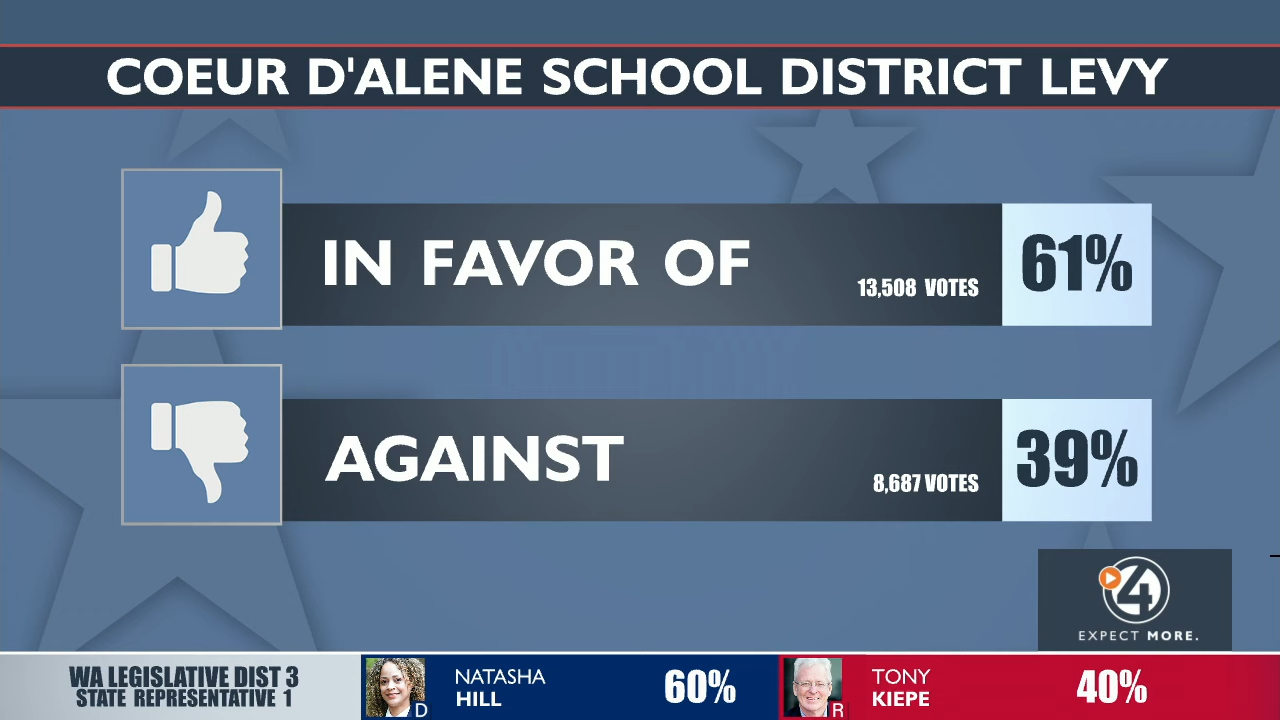 COEUR D'ALENE SCHOOL DISTRICT LEVY
IN FAVOR OF
13,508 VOTES
61%
AGAINST
8,687 VOTES
39%
4
EXPECT MORE.
WA LEGISLATIVE DIST 3
STATE REPRESENTATIVE 1
D
NATASHA
HILL
60%
R
TONY
KIEPE
40%